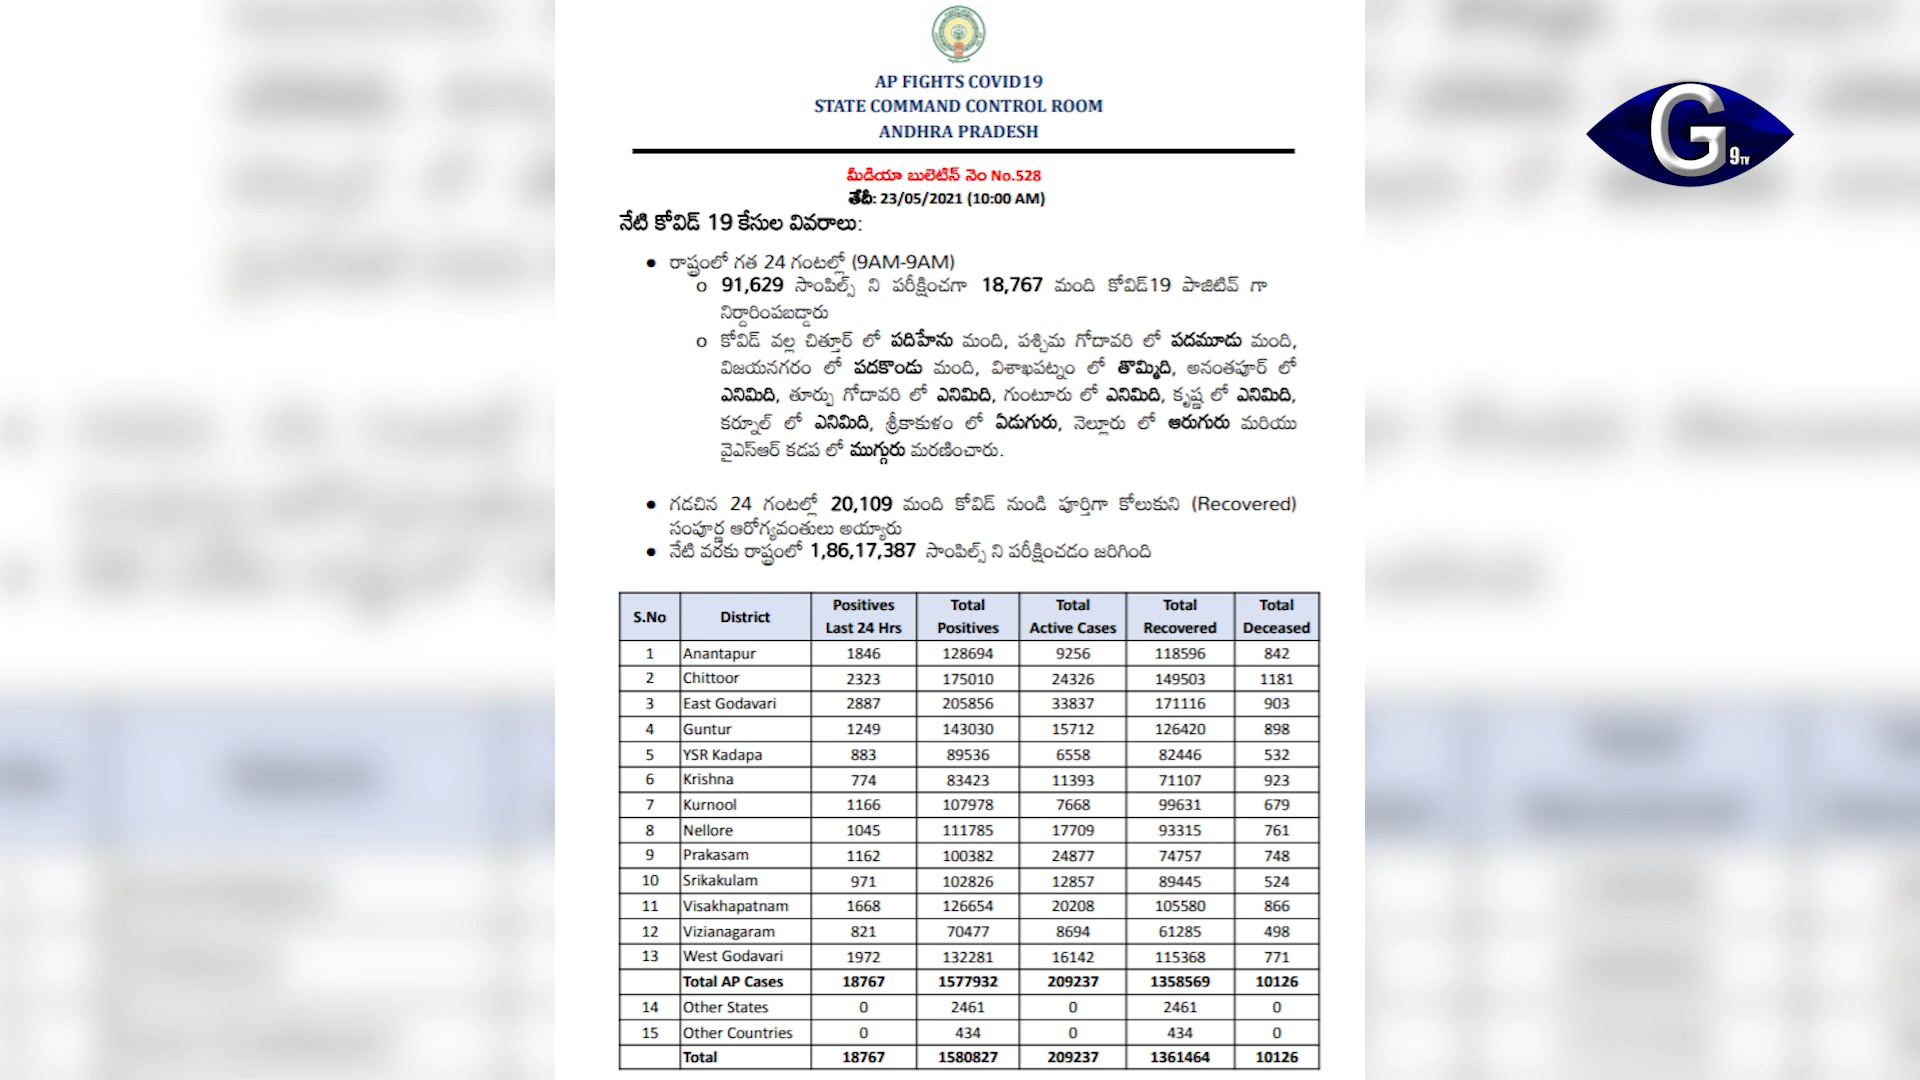 AP FIGHTS COVID19
STATE COMMAND CONTROL ROOM
ANDHRA PRADESH
G 9 TV
మీడియా బులెటిన్ నెం No.528
తేదీ: 23/05/2021 (10:00 AM)
నేటి కోవిడ్ 19 కేసుల వివరాలు:
• రాష్ట్రంలో గత 24 గంటల్లో (9AM-9AM)
o 91,629 సాంపిల్స్ ని పరీక్షించగా 18,767 మంది కోవిడ్19 పాజిటివ్ గా
నిర్దారింపబడ్డారు
o కోవిడ్ వల్ల చిత్తూర్ లో పదిహేను మంది, పశ్చిమ గోదావరి లో పదమూడు మంది,
విజయనగరం లో పదకొండు మంది, విశాఖపట్నం లో తొమ్మిది, అనంతపూర్ లో
ఎనిమిది, తూర్పు గోదావరి లో ఎనిమిది, గుంటూరు లో ఎనిమిది, కృష్ణ లో ఎనిమిది,
కర్నూల్ లో ఎనిమిది, శ్రీకాకుళం లో ఏడుగురు, నెల్లూరు లో ఆరుగురు మరియు
వైఎస్ఆర్ కడప లో ముగ్గురు మరణించారు.
• గడచిన 24 గంటల్లో 20,109 మంది కోవిడ్ నుండి పూర్తిగా కోలుకుని (Recovered)
సంపూర్ణ ఆరోగ్యవంతులు అయ్యారు
• నేటి వరకు రాష్ట్రంలో 1,86,17,387 సాంపిల్స్ ని పరీక్షించడం జరిగింది
S.No District Positives Last 24 Hrs Total Positives Total Active Cases Total Recovered Total Deceased
1 Anantapur 1846 128694 9256 118596 842
2 Chittoor 2323 175010 24326 149503 1181
3 East Godavari 2887 205856 33837 171116 903
4 Guntur 1249 143030 15712 126420 898
5 YSR Kadapa 883 89536 6558 82446 532
6 Krishna 774 83423 11393 71107 923
7 Kurnool 1166 107978 7668 99631 679
8 Nellore 1045 111785 17709 93315 761
9 Prakasam 1162 100382 24877 74757 748
10 Srikakulam 971 102826 12857 89445 524
11 Visakhapatnam 1668 126654 20208 105580 866
12 Vizianagaram 821 70477 8694 61285 498
13 West Godavari 1972 132281 16142 115368 771
Total AP Cases 18767 1577932 209237 1358569 10126
14 Other States 0 2461 0 2461 0
15 Other Countries 0 434 0 434 0
Total 18767 1580827 209237 1361464 10126